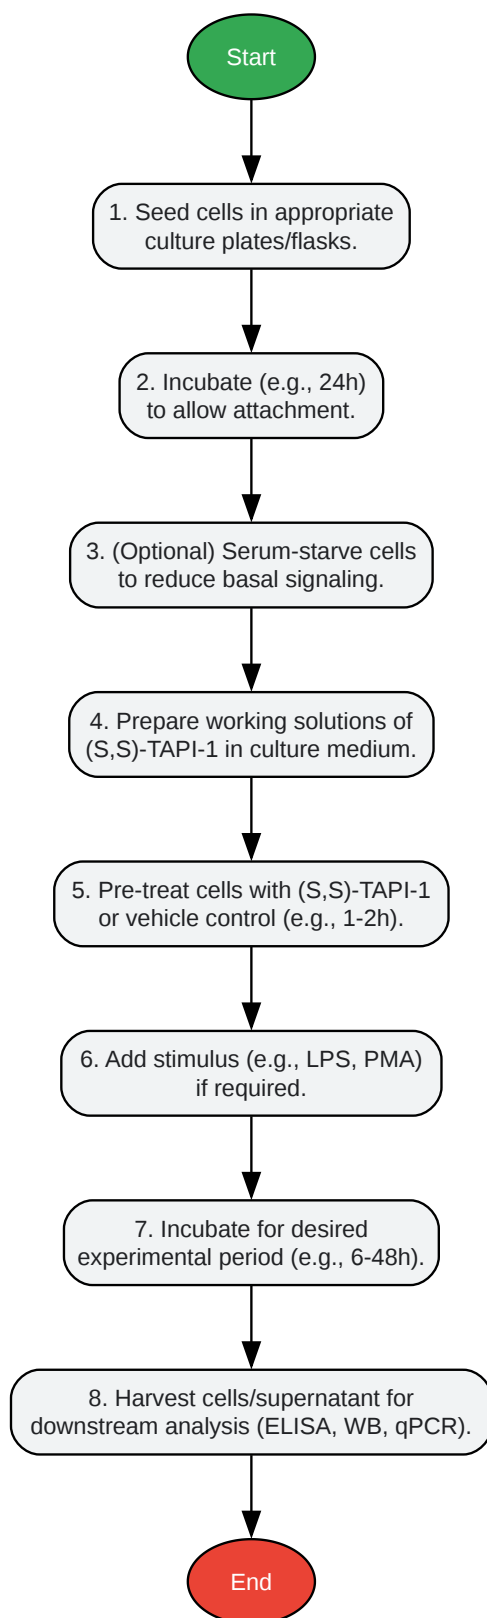 Start
1. Seed cells in appropriate
culture plates/flasks.
2. Incubate (e.g., 24h)
to allow attachment.
3. (Optional) Serum-starve cells
to reduce basal signaling.
4. Prepare working solutions of
(S,S)-TAPI-1 in culture medium.
5. Pre-treat cells with (S,S)-TAPI-1
or vehicle control (e.g., 1-2h).
6. Add stimulus (e.g., LPS, PMA)
if required.
7. Incubate for desired
experimental period (e.g., 6-48h).
8. Harvest cells/supernatant for
downstream analysis (ELISA, WB, qPCR).
End